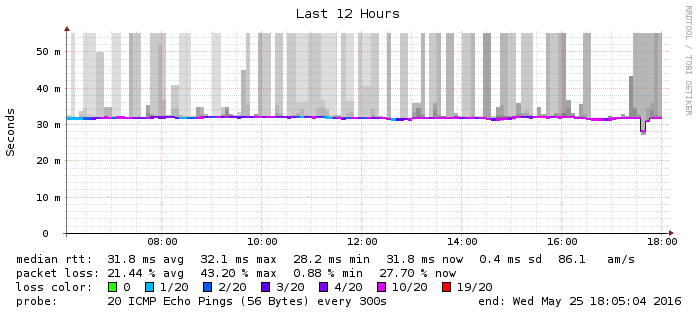 Last 12 Hours
RRDTOOL / TOBI OETIKER
Seconds
50 m
40 m
30 m
20 m
10 m
0
08:00 10:00 12:00 14:00 16:00 18:00
median rtt: 31.8 ms avg 32.1 ms max 28.2 ms min 31.8 ms now 0.4 ms sd 86.1 am/s
packet loss: 21.44 % avg 43.20 % max 0.88 % min 27.70 % now
loss color: 0 1/20 2/20 3/20 4/20 10/20 19/20
probe: 20 ICMP Echo Pings (56 Bytes) every 300s end: Wed May 25 18:05:04 2016